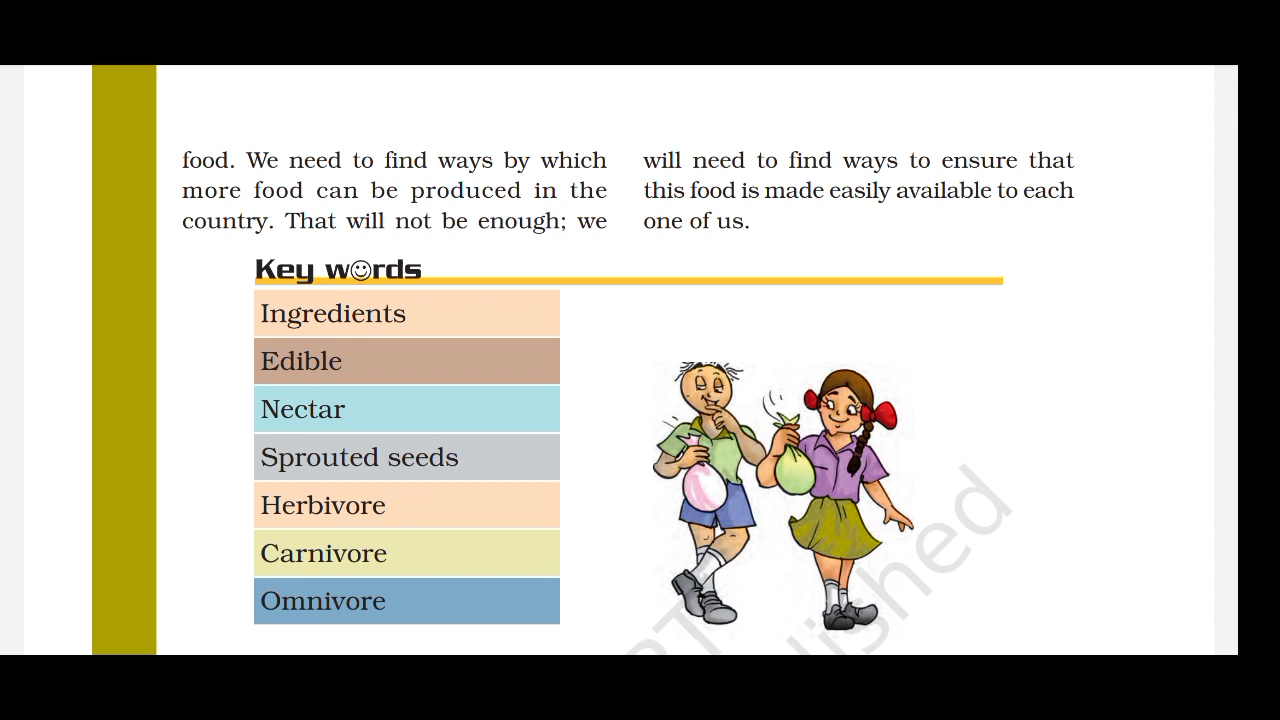 food. We need to find ways by which
more food can be produced in the
country. That will not be enough; we
will need to find ways to ensure that
this food is made easily available to each
one of us.
Key words
Ingredients
Edible
Nectar
Sprouted seeds
Herbivore
Carnivore
Omnivore